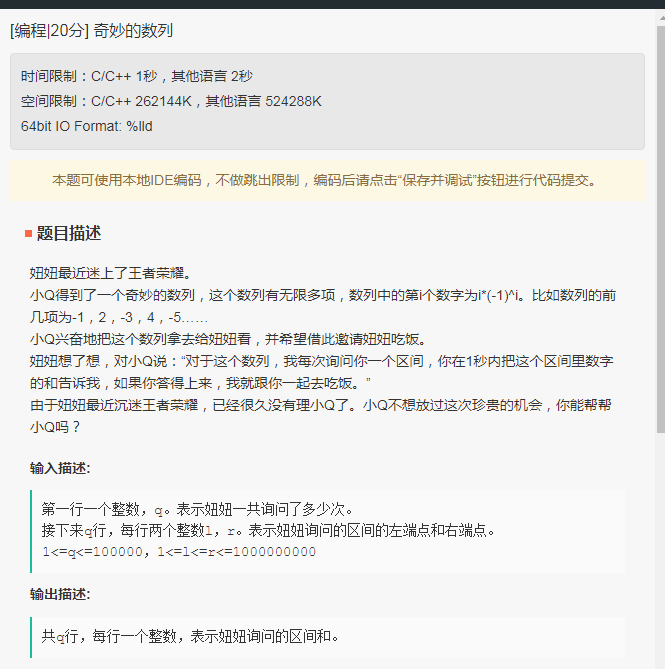 [编程|20分] 奇妙的数列
时间限制：C/C++ 1秒，其他语言 2秒
空间限制：C/C++ 262144K，其他语言 524288K
64bit IO Format: %lld
本题可使用本地IDE编码，不做跳出限制，编码后请点击“保存并调试”按钮进行代码提交。
题目描述
妞妞最近迷上了王者荣耀。
小Q得到了一个奇妙的数列，这个数列有无限多项，数列中的第i个数字为i*(-1)^i。比如数列的前
几项为-1，2，-3，4，-5……
小Q兴奋地把这个数列拿去给妞妞看，并希望借此邀请妞妞吃饭。
妞妞想了想，对小Q说：“对于这个数列，我每次询问你一个区间，你在1秒内把这个区间里数字
的和告诉我，如果你答得上来，我就跟你一起去吃饭。”
由于妞妞最近沉迷王者荣耀，已经很久没有理小Q了。小Q不想放过这次珍贵的机会，你能帮帮
小Q吗？
输入描述:
第一行一个整数，q。表示妞妞一共询问了多少次。
接下来q行，每行两个整数l，r。表示妞妞询问的区间的左端点和右端点。
1<=q<=100000，1<=l<=r<=1000000000
输出描述:
共q行，每行一个整数，表示妞妞询问的区间和。